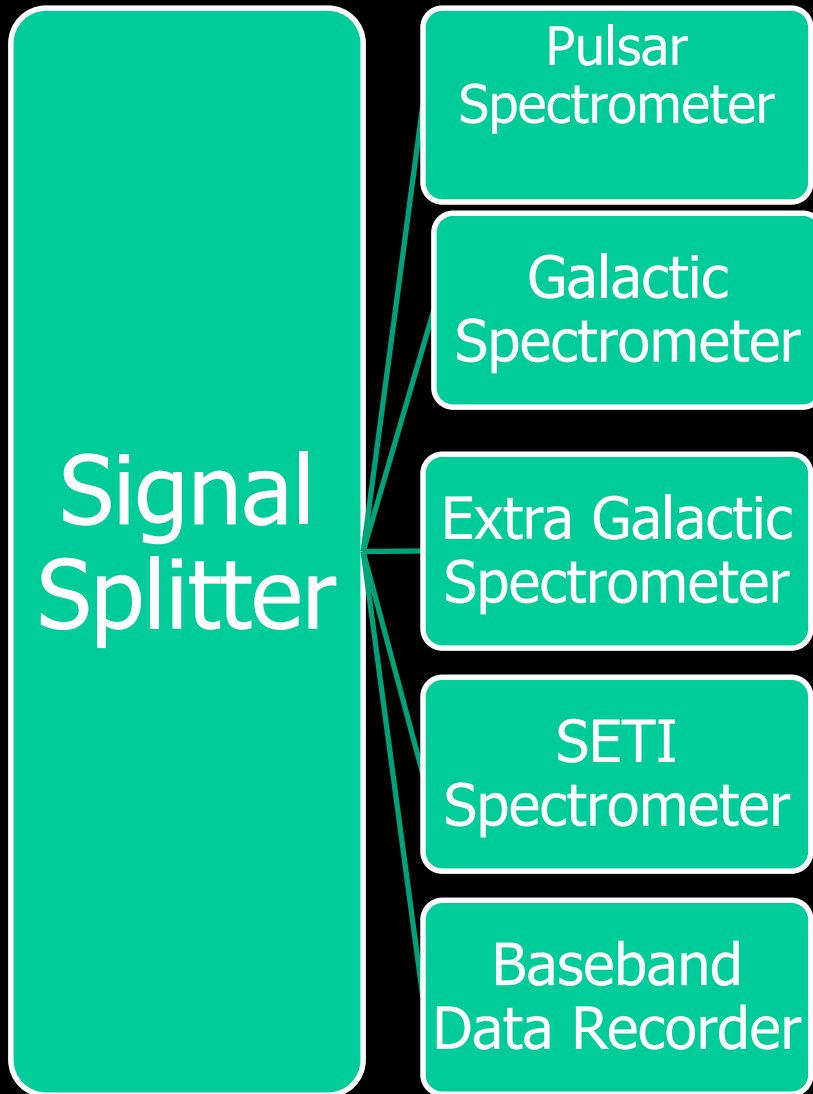 Signal
Splitter
Pulsar
Spectrometer
Galactic
Spectrometer
Extra Galactic
Spectrometer
SETI
Spectrometer
Baseband
Data Recorder